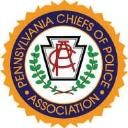 • PENNSYLVANIA CHIEFS OF POLICE •
ASSOCIATION